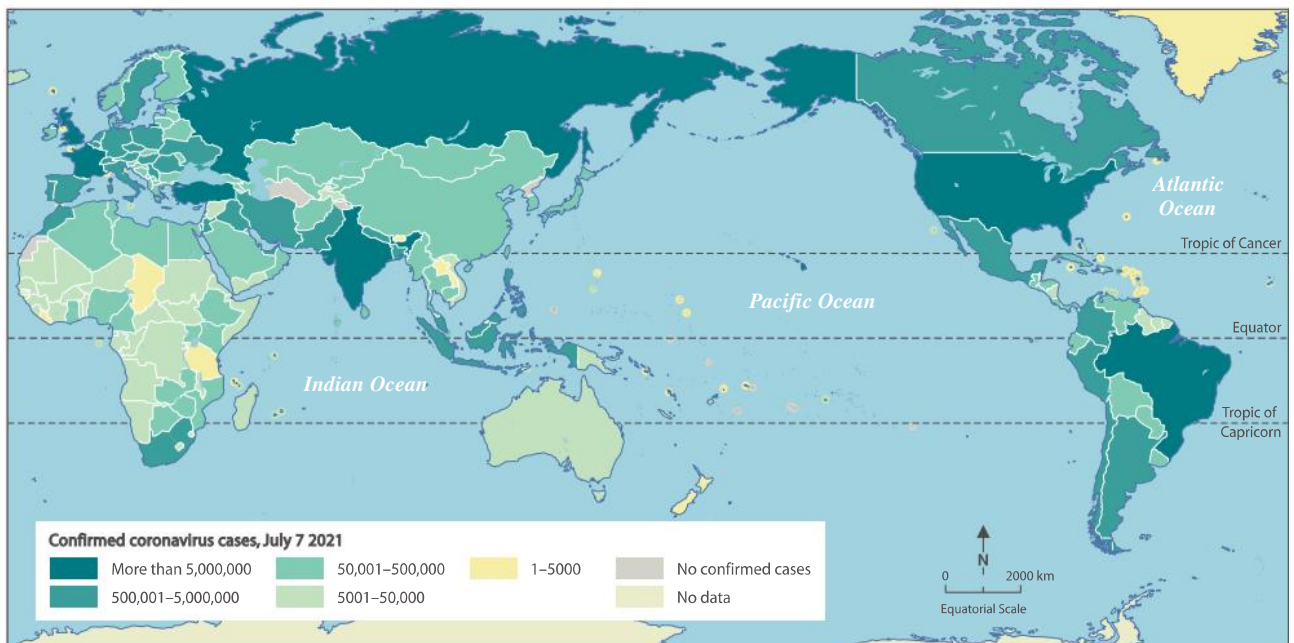 Atlantic
Ocean
Tropic of Cancer
Pacific Ocean
Equator
Indian Ocean
Tropic of
Capricorn
Confirmed coronavirus cases, July 7 2021
More than 5,000,000
50,001–500,000
1–5000
No confirmed cases
500,001–5,000,000
5001–50,000
No data
N
0 2000 km
Equatorial Scale